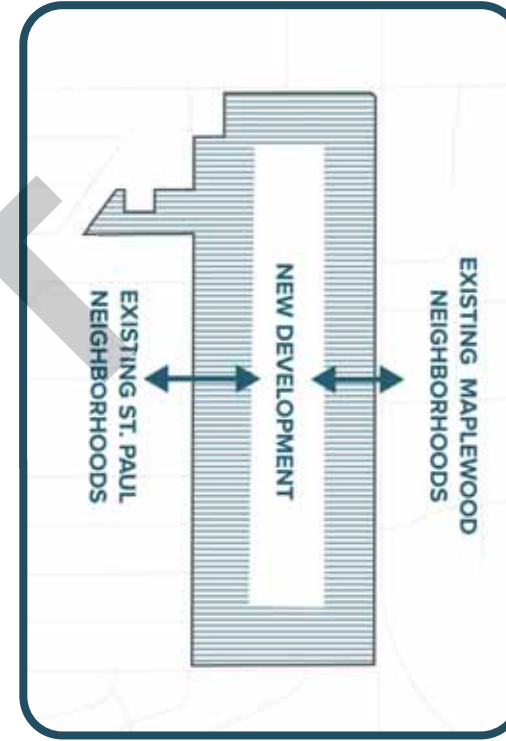 EXISTING MAPLEWOOD
NEIGHBORHOODS
NEW DEVELOPMENT
EXISTING ST. PAUL
NEIGHBORHOODS